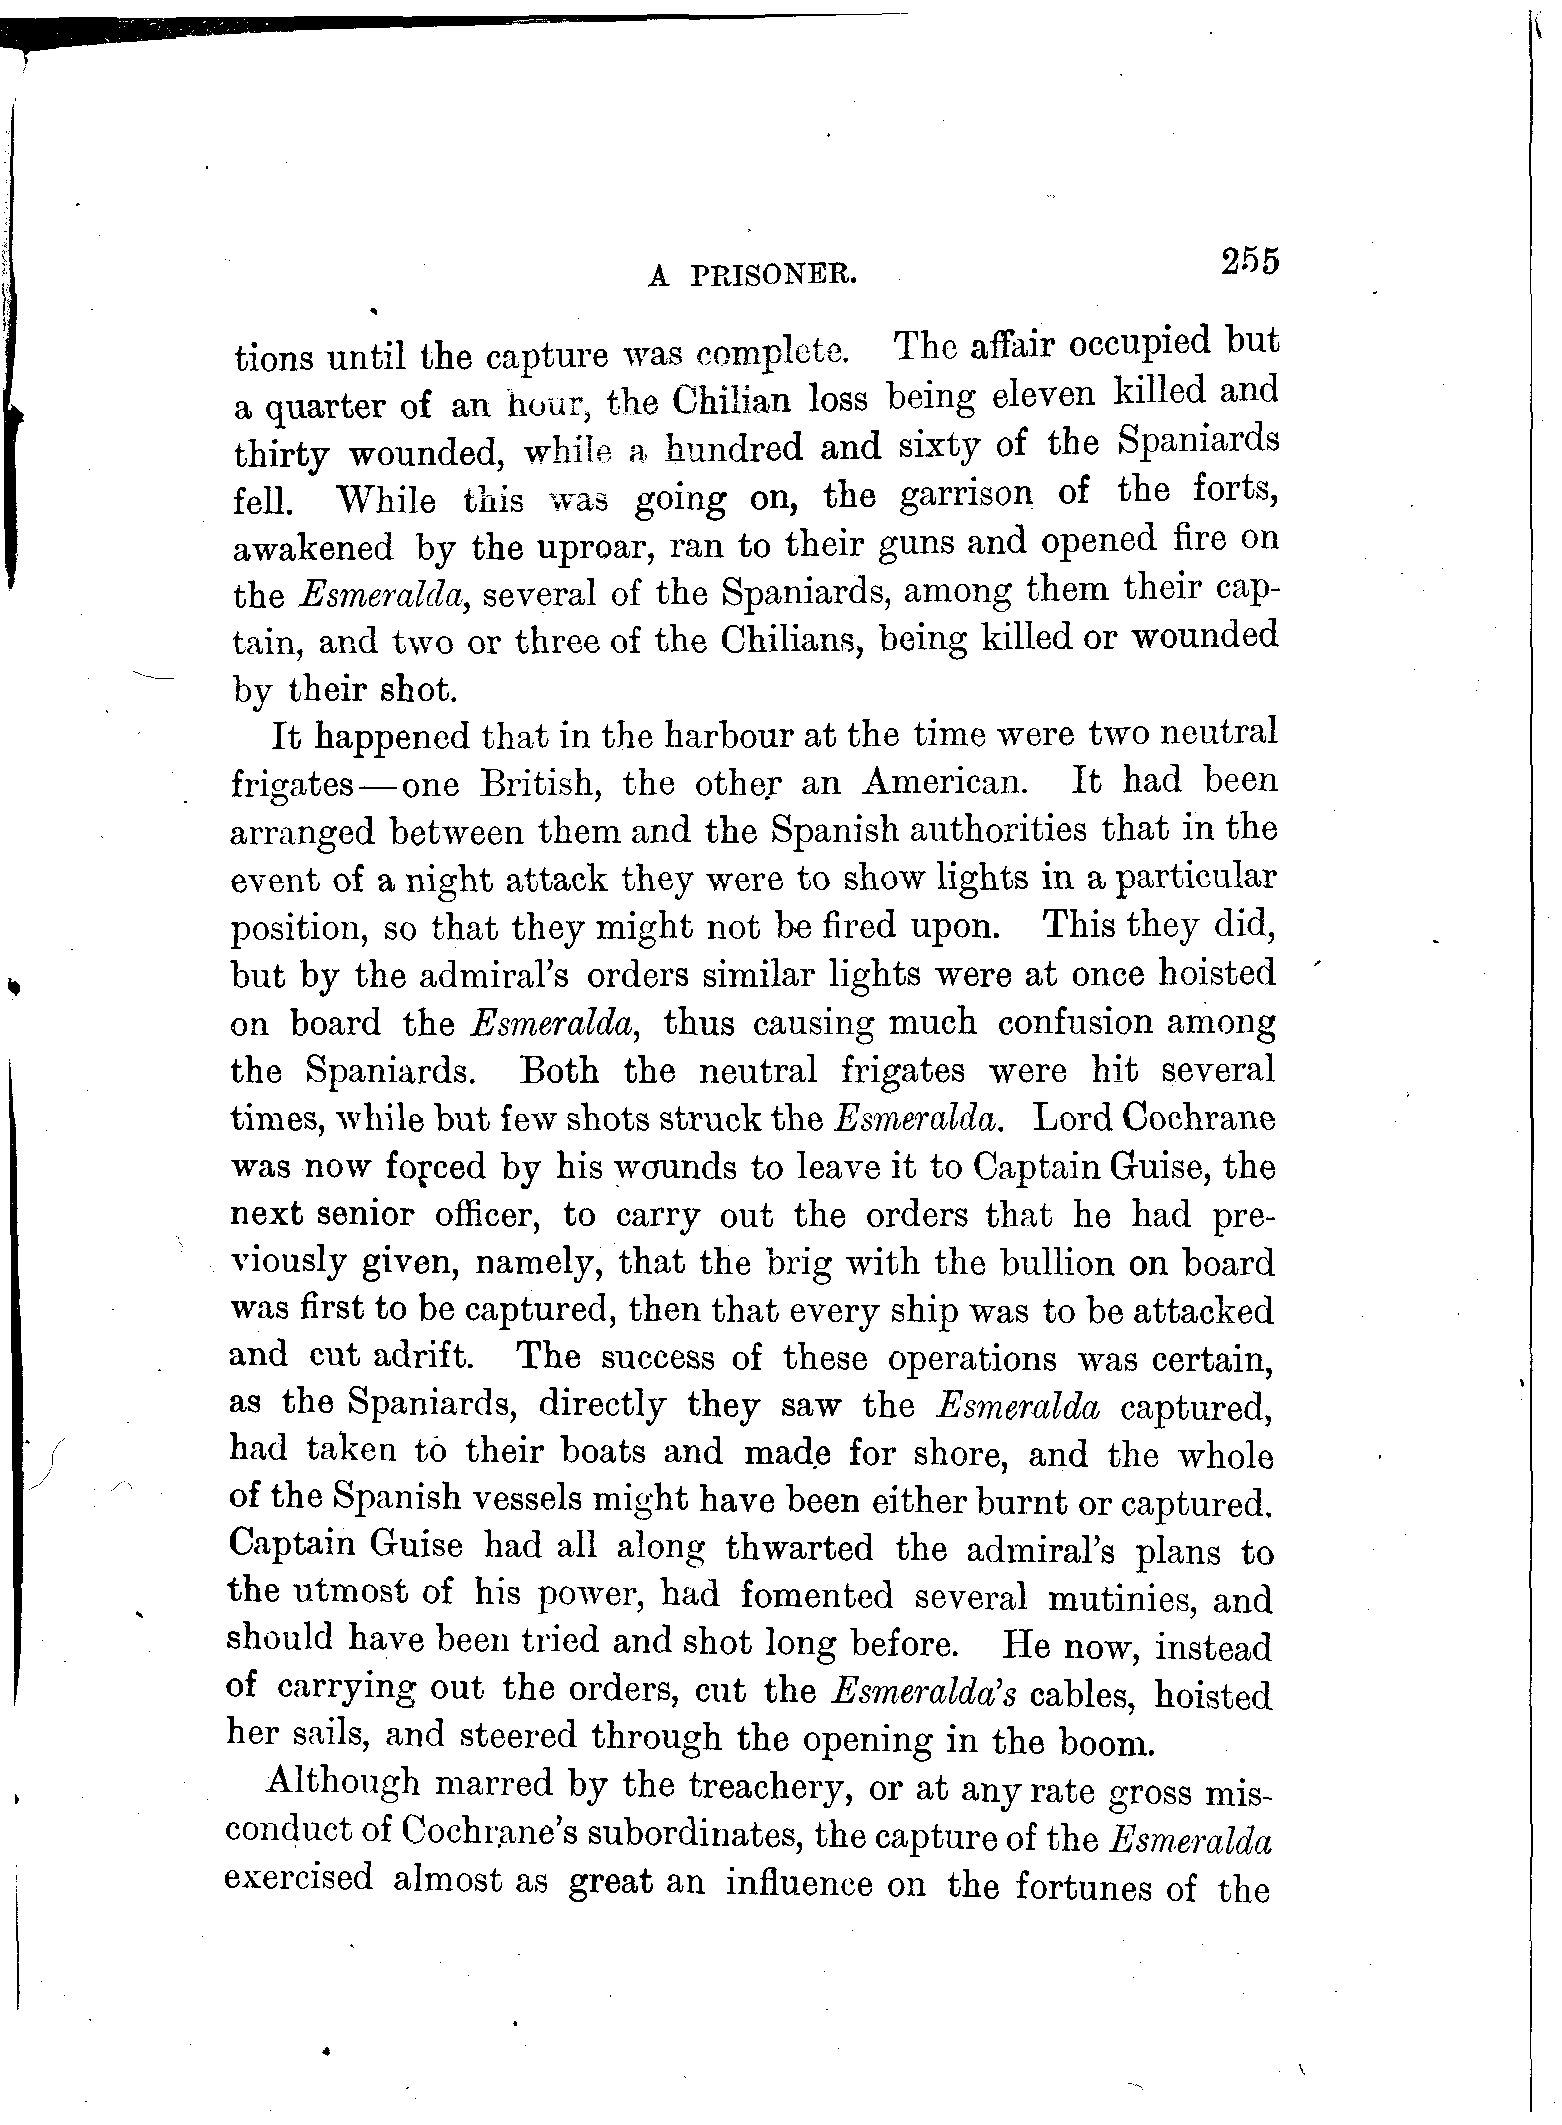 A PRISONER. 255
tions until the capture was complete. The affair occupied but
a quarter of an hour, the Chilian loss being eleven killed and
thirty wounded, while a hundred and sixty of the Spaniards
fell. While this was going on, the garrison of the forts,
awakened by the uproar, ran to their guns and opened fire on
the Esmeralda, several of the Spaniards, among them their cap-
tain, and two or three of the Chilians, being killed or wounded
by their shot.
It happened that in the harbour at the time were two neutral
frigates—one British, the other an American. It had been
arranged between them and the Spanish authorities that in the
event of a night attack they were to show lights in a particular
position, so that they might not be fired upon. This they did,
but by the admiral's orders similar lights were at once hoisted
on board the Esmeralda, thus causing much confusion among
the Spaniards. Both the neutral frigates were hit several
times, while but few shots struck the Esmeralda. Lord Cochrane
was now forced by his wounds to leave it to Captain Guise, the
next senior officer, to carry out the orders that he had pre-
viously given, namely, that the brig with the bullion on board
was first to be captured, then that every ship was to be attacked
and cut adrift. The success of these operations was certain,
as the Spaniards, directly they saw the Esmeralda captured,
had taken to their boats and made for shore, and the whole
of the Spanish vessels might have been either burnt or captured.
Captain Guise had all along thwarted the admiral's plans to
the utmost of his power, had fomented several mutinies, and
should have been tried and shot long before. He now, instead
of carrying out the orders, cut the Esmeralda's cables, hoisted
her sails, and steered through the opening in the boom.
Although marred by the treachery, or at any rate gross mis-
conduct of Cochrane's subordinates, the capture of the Esmeralda
exercised almost as great an influence on the fortunes of the